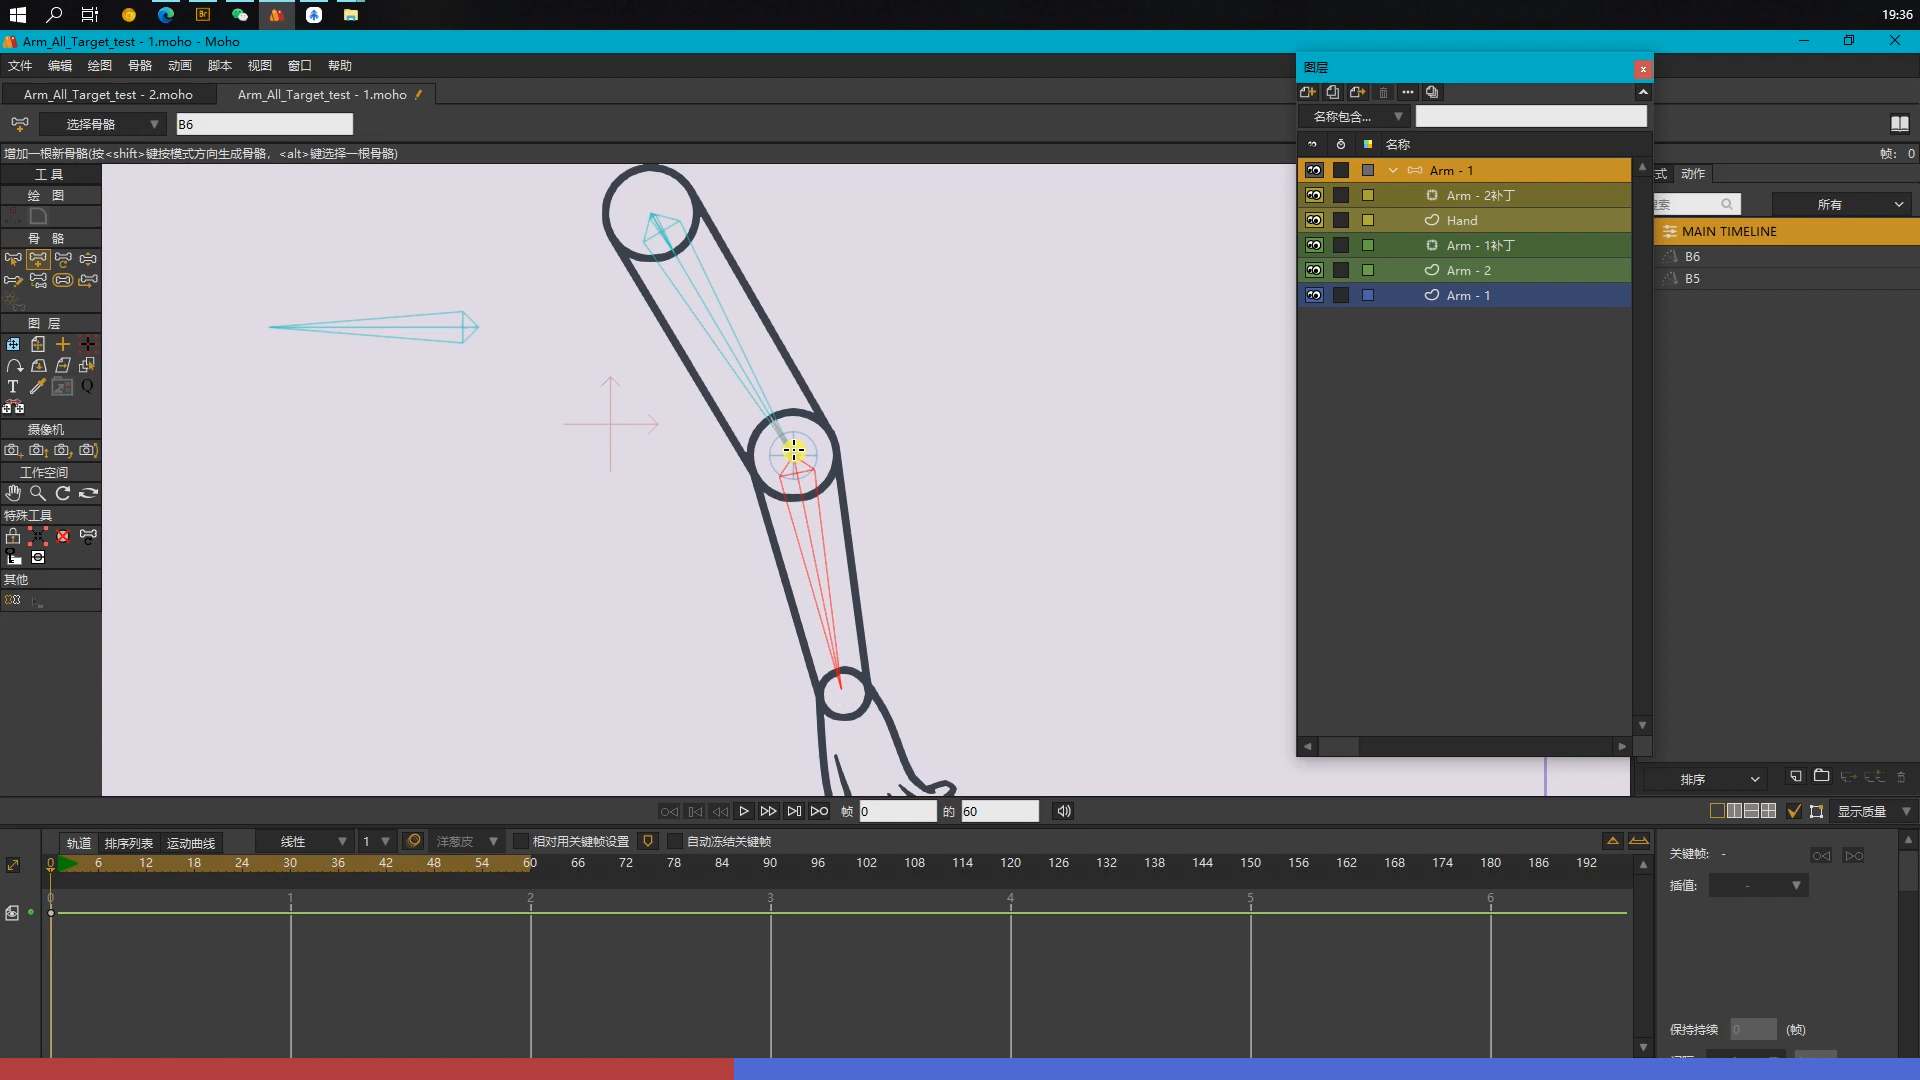 19:36
Arm_All_Target_test - 1.moho - Moho
文件 编辑 绘图 骨骼 动画 脚本 视图 窗口 帮助
Arm_All_Target_test - 2.moho Arm_All_Target_test - 1.moho
选择骨骼 B6
增加一根新骨骼(按<shift>键按模式方向生成骨骼，<alt>键选择一根骨骼)
帧: 0
工具
绘 图
骨 骼
图 层
T Q
摄像机
工作空间
特殊工具
其他
图层
名称包含...
名称
Arm - 1
Arm - 2补丁
Hand
Arm - 1补丁
Arm - 2
Arm - 1
式 动作
索 所有
MAIN TIMELINE
B6
B5
排序
帧 0 的 60
显示质量
轨道 排序列表 运动曲线 线性 1 洋葱皮 相对用关键帧设置 自动冻结关键帧
0 6 12 18 24 30 36 42 48 54 60 66 72 78 84 90 96 102 108 114 120 126 132 138 144 150 156 162 168 174 180 186 192
0 1 2 3 4 5 6
关键帧: -
插值: -
保持持续 0 (帧)